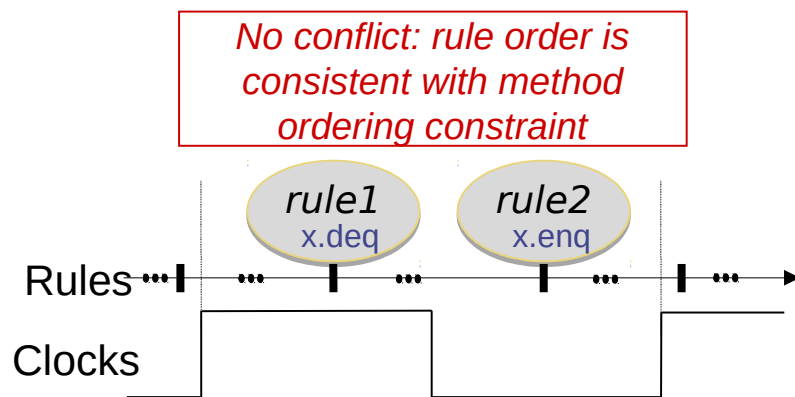 No conflict: rule order is
consistent with method
ordering constraint
rule1
x.deq
rule2
x.enq
Rules
Clocks